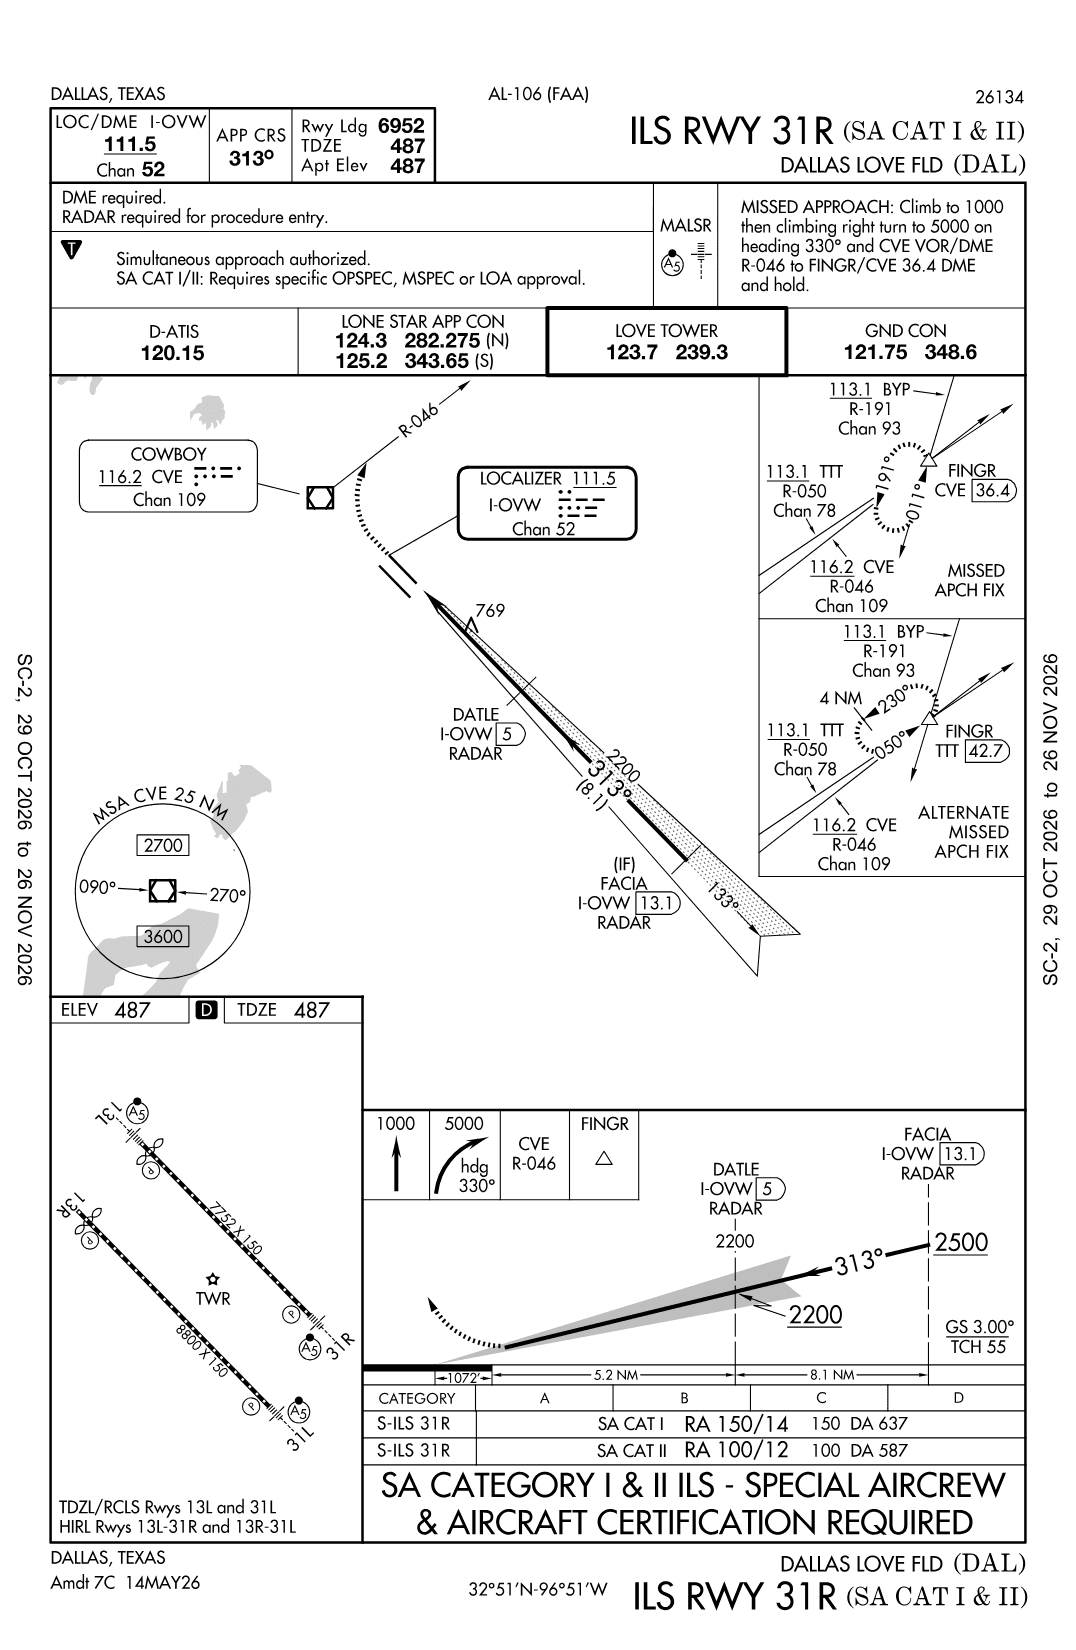 DALLAS, TEXAS
AL-106 (FAA)
26134
LOC/DME I-OVW
111.5
Chan 52
APP CRS
313°
Rwy Ldg 6952
TDZE 487
Apt Elev 487
ILS RWY 31R (SA CAT I & II)
DALLAS LOVE FLD (DAL)
DME required.
RADAR required for procedure entry.
T
Simultaneous approach authorized.
SA CAT I/II: Requires specific OPSPEC, MSPEC or LOA approval.
MALSR
A5
MISSED APPROACH: Climb to 1000
then climbing right turn to 5000 on
heading 330° and CVE VOR/DME
R-046 to FINGR/CVE 36.4 DME
and hold.
D-ATIS
120.15
LONE STAR APP CON
124.3 282.275 (N)
125.2 343.65 (S)
LOVE TOWER
123.7 239.3
GND CON
121.75 348.6
R-046
COWBOY
116.2 CVE
Chan 109
LOCALIZER 111.5
I-OVW
Chan 52
769
DATLE
I-OVW 5
RADAR
2200
313°
(8.1)
(IF)
FACIA
I-OVW 13.1
RADAR
133°
113.1 BYP
R-191
Chan 93
113.1 TTT
R-050
Chan 78
191°
011°
FINGR
CVE 36.4
116.2 CVE
R-046
Chan 109
MISSED
APCH FIX
113.1 BYP
R-191
Chan 93
4 NM
230°
113.1 TTT
R-050
Chan 78
050°
FINGR
TTT 42.7
116.2 CVE
R-046
Chan 109
ALTERNATE
MISSED
APCH FIX
MSA CVE 25 NM
2700
090°
270°
3600
SC-2, 29 OCT 2026 to 26 NOV 2026
SC-2, 29 OCT 2026 to 26 NOV 2026
ELEV 487
D
TDZE 487
13L
A5
P
13R
P
7752 X 150
TWR
8800 X 150
P
A5
31R
P
A5
31L
TDZL/RCLS Rwys 13L and 31L
HIRL Rwys 13L-31R and 13R-31L
1000
5000
hdg
330°
CVE
R-046
FINGR
DATLE
I-OVW 5
RADAR
2200
FACIA
I-OVW 13.1
RADAR
313°
2500
2200
GS 3.00°
TCH 55
1072'
5.2 NM
8.1 NM
CATEGORY A B C D
S-ILS 31R SA CAT I RA 150/14 150 DA 637
S-ILS 31R SA CAT II RA 100/12 100 DA 587
SA CATEGORY I & II ILS - SPECIAL AIRCREW
& AIRCRAFT CERTIFICATION REQUIRED
DALLAS, TEXAS
Amdt 7C 14MAY26
32°51'N-96°51'W
DALLAS LOVE FLD (DAL)
ILS RWY 31R (SA CAT I & II)